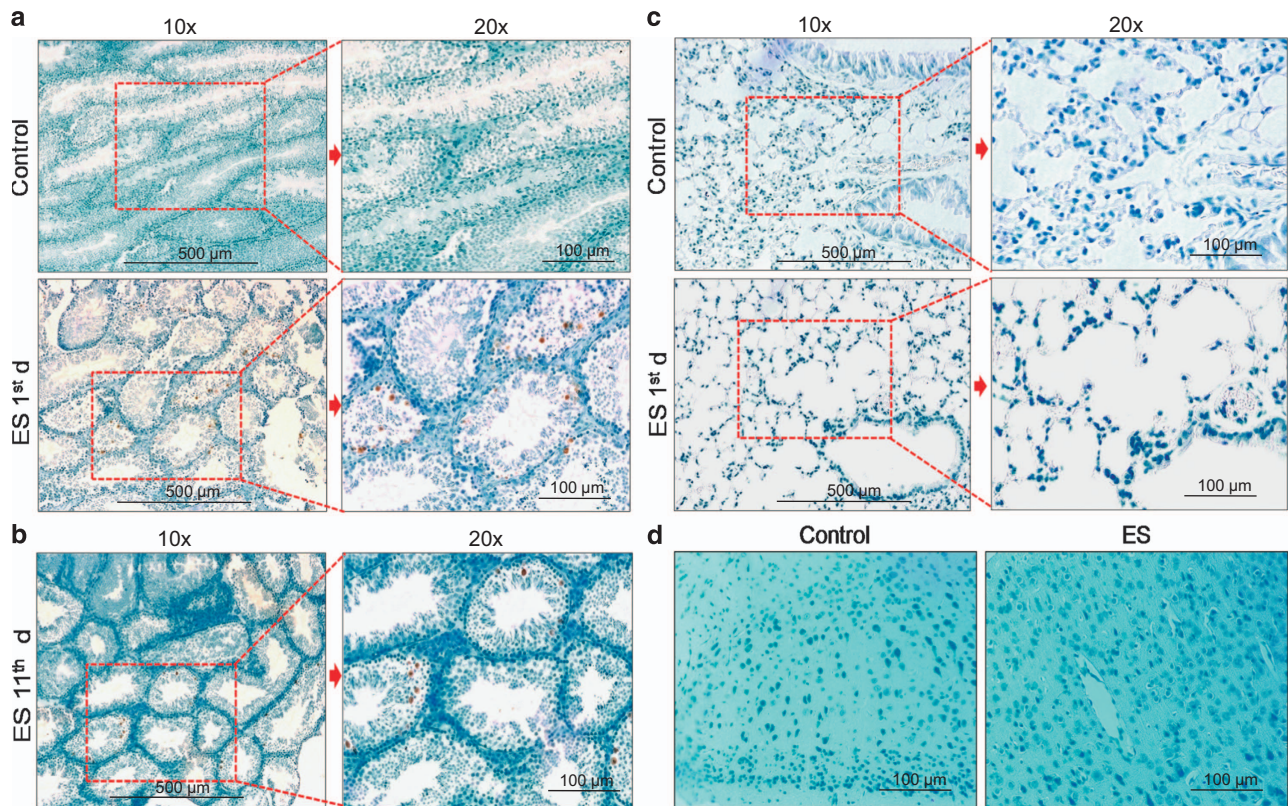 a
10x
20x
Control
500 µm
100 µm
ES 1st d
500 µm
100 µm
b
10x
20x
ES 11th d
500 µm
100 µm
c
10x
20x
Control
500 µm
100 µm
ES 1st d
500 µm
100 µm
d
Control
ES
100 µm
100 µm